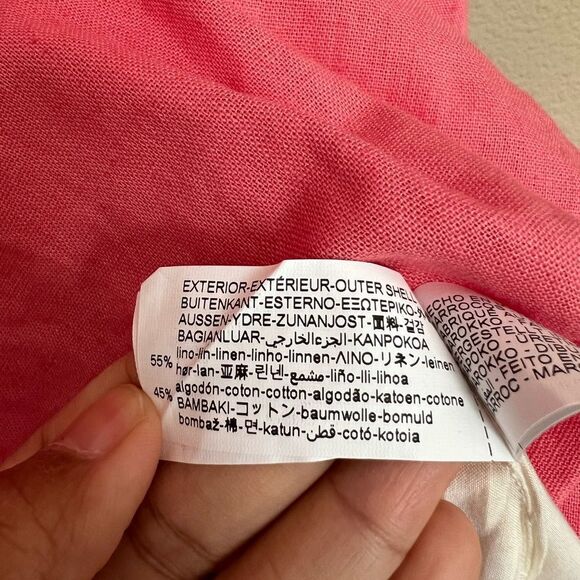 EXTERIOR-EXTÉRIEUR-OUTER SHELL
BUITENKANT-ESTERNO-ΕΞΩΤΕΡΙΚΟ-
AUSSEN-YDRE-ZUNANJOST-面料-겉감
BAGIANLUAR-الجزء الخارجي-KANPOKOA
55% lino-lin-linen-linho-linnen-ΛΙΝΟ-リネン-leinen
hør-lan-亚麻-린넨-مشمع-liño-lli-lihoa
45% algodón-coton-cotton-algodão-katoen-cotone
BAMBAKI-コットン-baumwolle-bomuld
bombaž-棉-면-katun-قطن-cotó-kotoia